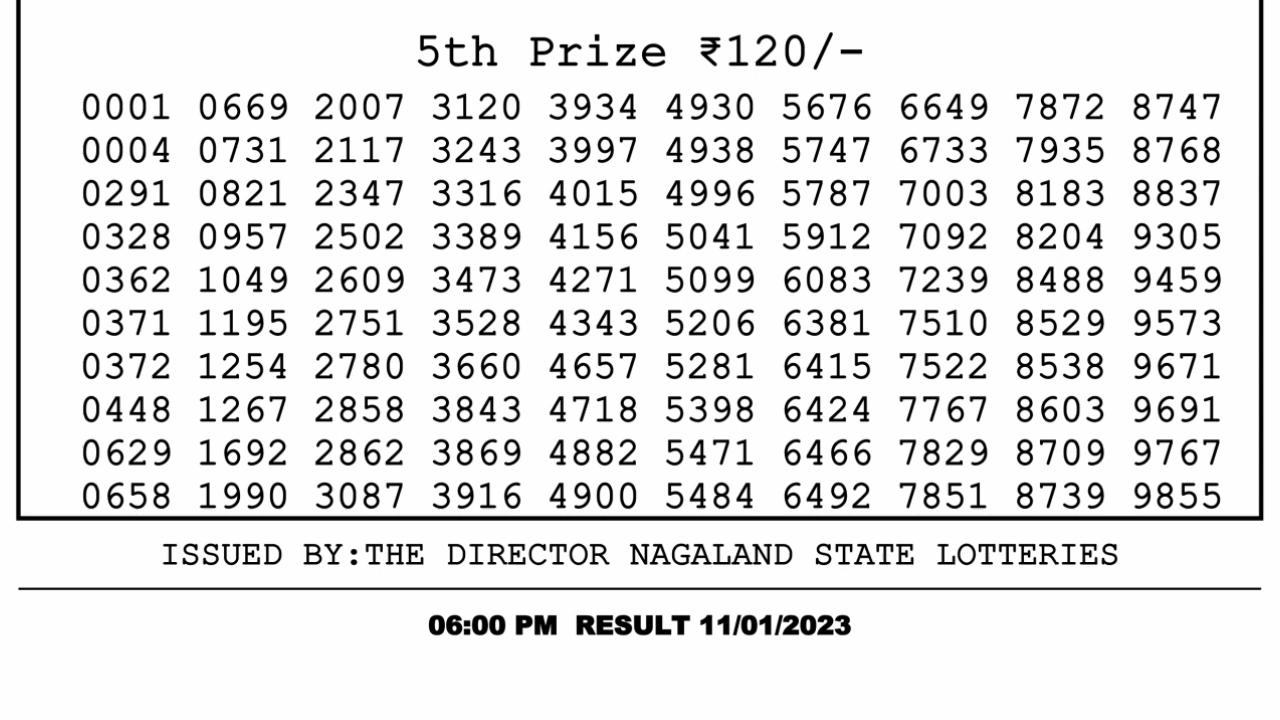 5th Prize ₹120/-
0001 0669 2007 3120 3934 4930 5676 6649 7872 8747
0004 0731 2117 3243 3997 4938 5747 6733 7935 8768
0291 0821 2347 3316 4015 4996 5787 7003 8183 8837
0328 0957 2502 3389 4156 5041 5912 7092 8204 9305
0362 1049 2609 3473 4271 5099 6083 7239 8488 9459
0371 1195 2751 3528 4343 5206 6381 7510 8529 9573
0372 1254 2780 3660 4657 5281 6415 7522 8538 9671
0448 1267 2858 3843 4718 5398 6424 7767 8603 9691
0629 1692 2862 3869 4882 5471 6466 7829 8709 9767
0658 1990 3087 3916 4900 5484 6492 7851 8739 9855
ISSUED BY:THE DIRECTOR NAGALAND STATE LOTTERIES
06:00 PM RESULT 11/01/2023